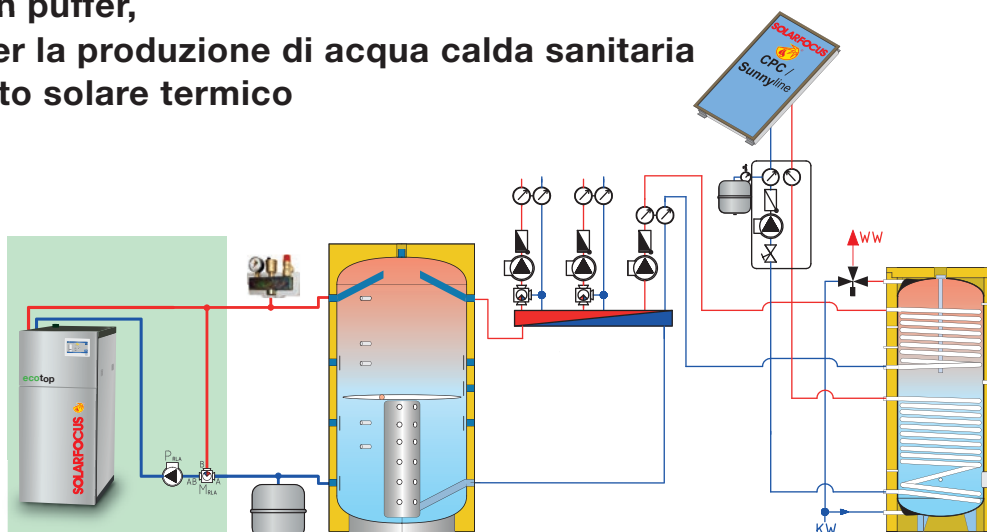 n puffer,
er la produzione di acqua calda sanitaria
to solare termico
SOLARFOCUS
CPC /
Sunnyline
WW
ecotop
SOLARFOCUS
P RLA
B
AB
A
M RLA
KW